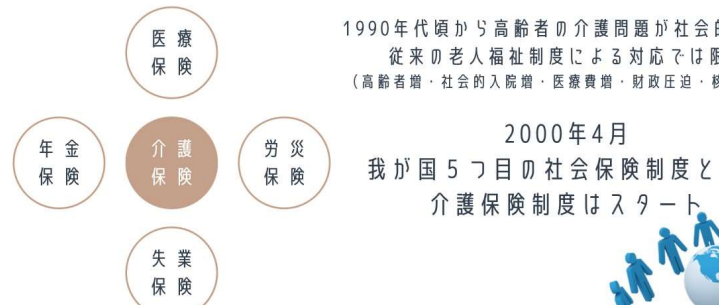 医療
保険
年金
保険
介護
保険
労災
保険
失業
保険
1990年代頃から高齢者の介護問題が社会的
従来の老人福祉制度による対応では限
（高齢者増・社会的入院増・医療費増・財政圧迫・核
2000年4月
我が国５つ目の社会保険制度と
介護保険制度はスタート